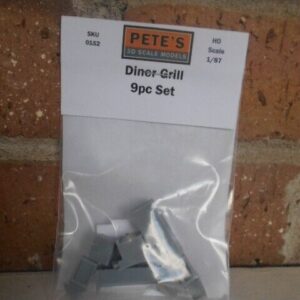 SKU
0152
PETE'S
3D SCALE MODELS
HO
Scale
1/87
Diner Grill
9pc Set